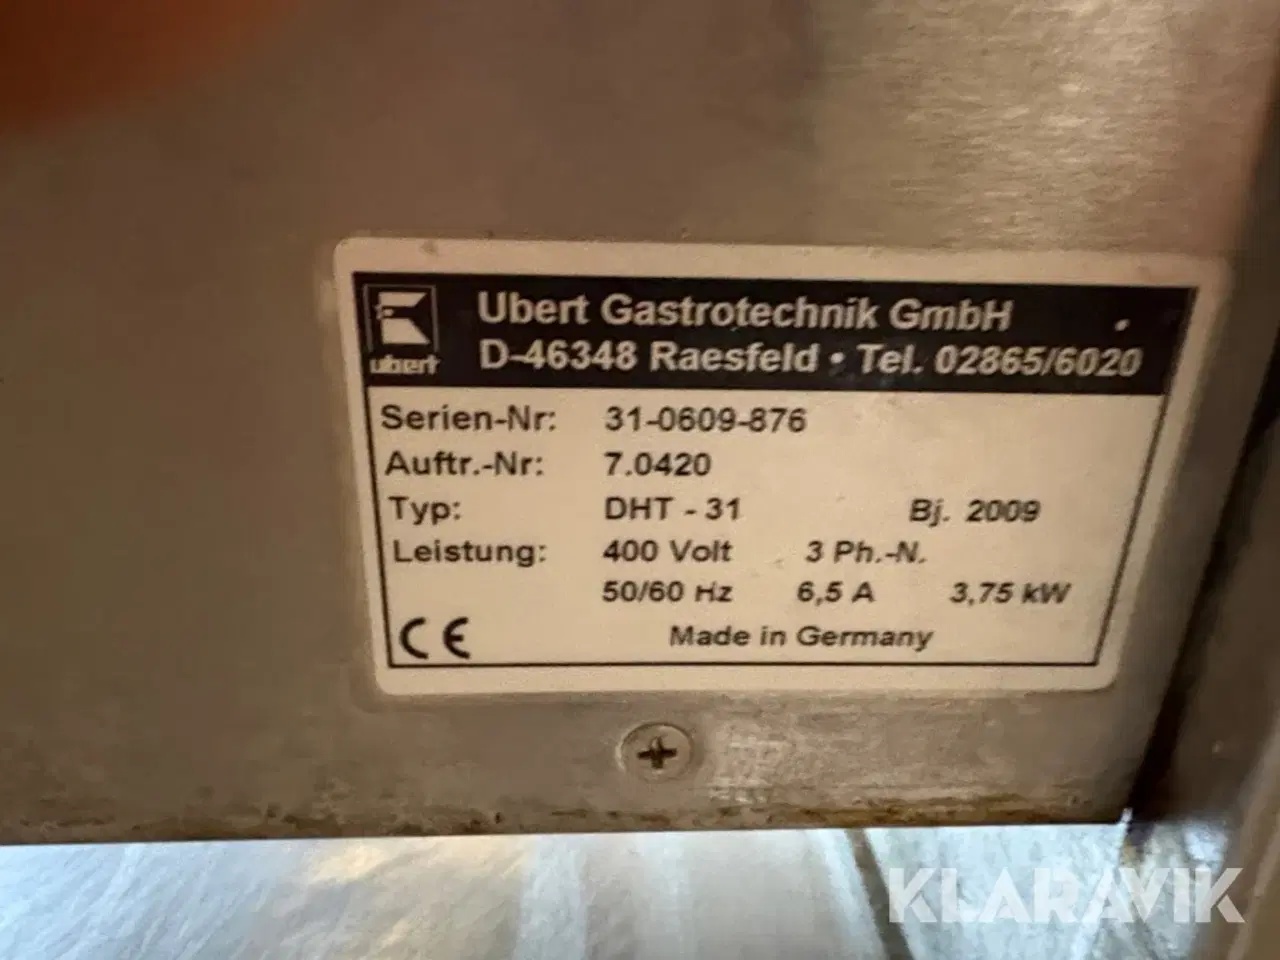 Ubert Gastrotechnik GmbH
D-46348 Raesfeld • Tel. 02865/6020
ubert
Serien-Nr: 31-0609-876
Auftr.-Nr: 7.0420
Typ: DHT - 31 Bj. 2009
Leistung: 400 Volt 3 Ph.-N.
50/60 Hz 6,5 A 3,75 kW
CE Made in Germany
KLARAVIK